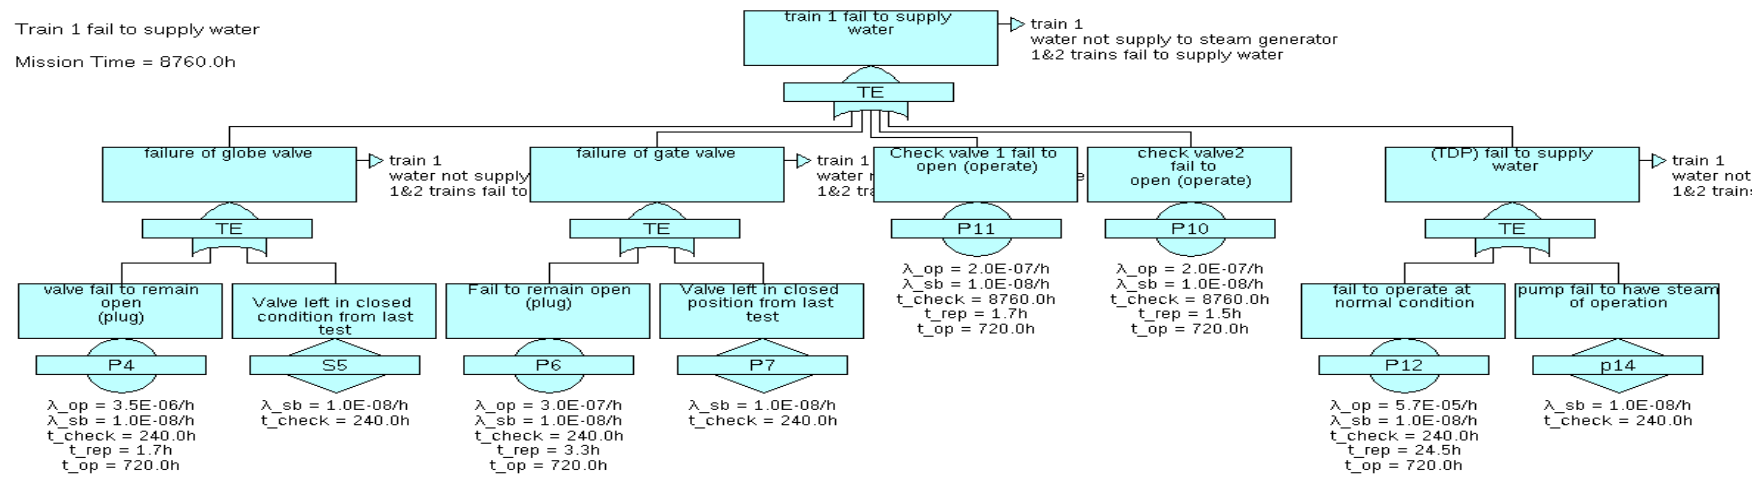 Train 1 fail to supply water
Mission Time = 8760.0h
train 1 fail to supply
water
train 1
water not supply to steam generator
1&2 trains fail to supply water
TE
failure of globe valve
train 1
water not supply
1&2 trains fail to
TE
failure of gate valve
train 1
water
1&2 tra
TE
Check valve 1 fail to
open (operate)
P11
λ_op = 2.0E-07/h
λ_sb = 1.0E-08/h
t_check = 8760.0h
t_rep = 1.7h
t_op = 720.0h
check valve2
fail to
open (operate)
P10
λ_op = 2.0E-07/h
λ_sb = 1.0E-08/h
t_check = 8760.0h
t_rep = 1.5h
t_op = 720.0h
(TDP) fail to supply
water
train 1
water not
1&2 trains
TE
valve fail to remain
open
(plug)
P4
λ_op = 3.5E-06/h
λ_sb = 1.0E-08/h
t_check = 240.0h
t_rep = 1.7h
t_op = 720.0h
Valve left in closed
condition from last
test
S5
λ_sb = 1.0E-08/h
t_check = 240.0h
Fail to remain open
(plug)
P6
λ_op = 3.0E-07/h
λ_sb = 1.0E-08/h
t_check = 240.0h
t_rep = 3.3h
t_op = 720.0h
Valve left in closed
position from last
test
P7
λ_sb = 1.0E-08/h
t_check = 240.0h
fail to operate at
normal condition
P12
λ_op = 5.7E-05/h
λ_sb = 1.0E-08/h
t_check = 240.0h
t_rep = 24.5h
t_op = 720.0h
pump fail to have steam
of operation
p14
λ_sb = 1.0E-08/h
t_check = 240.0h